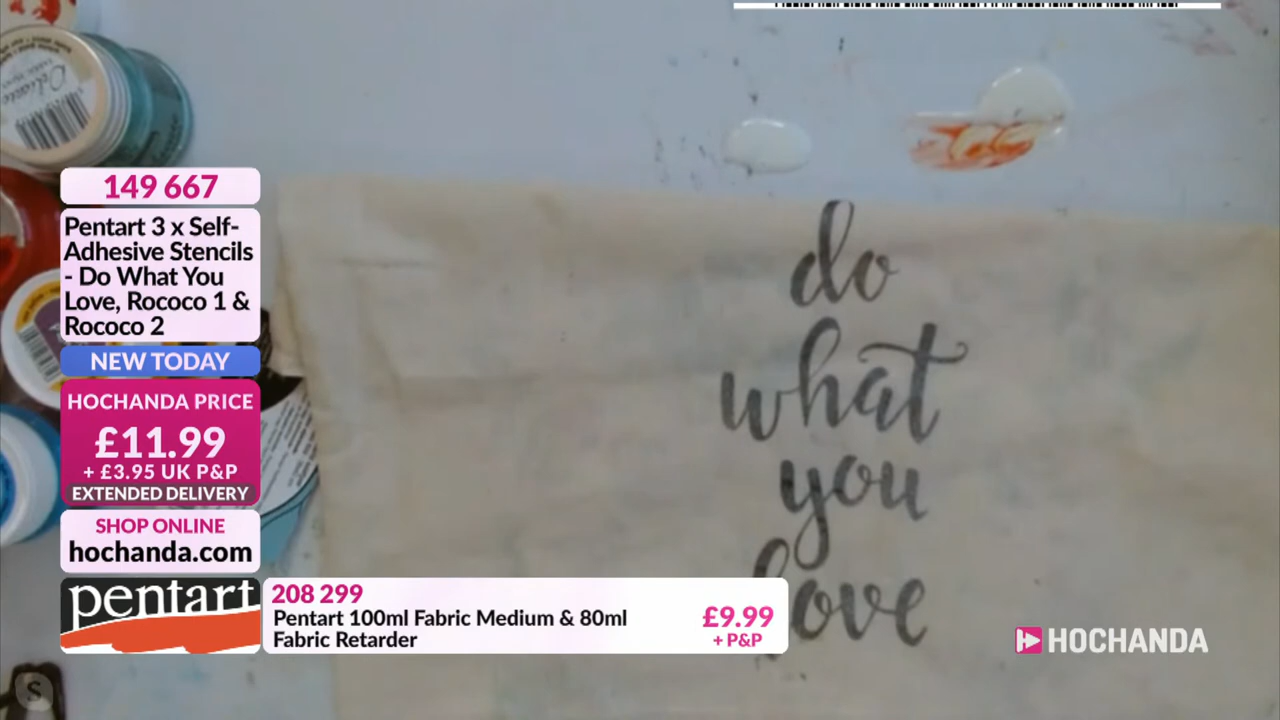 149 667
Pentart 3 x Self-
Adhesive Stencils
- Do What You
Love, Rococo 1 &
Rococo 2
NEW TODAY
HOCHANDA PRICE
£11.99
+ £3.95 UK P&P
EXTENDED DELIVERY
SHOP ONLINE
hochanda.com
pentart
208 299
Pentart 100ml Fabric Medium & 80ml
Fabric Retarder
£9.99
+ P&P
do
what
you
love
HOCHANDA
S